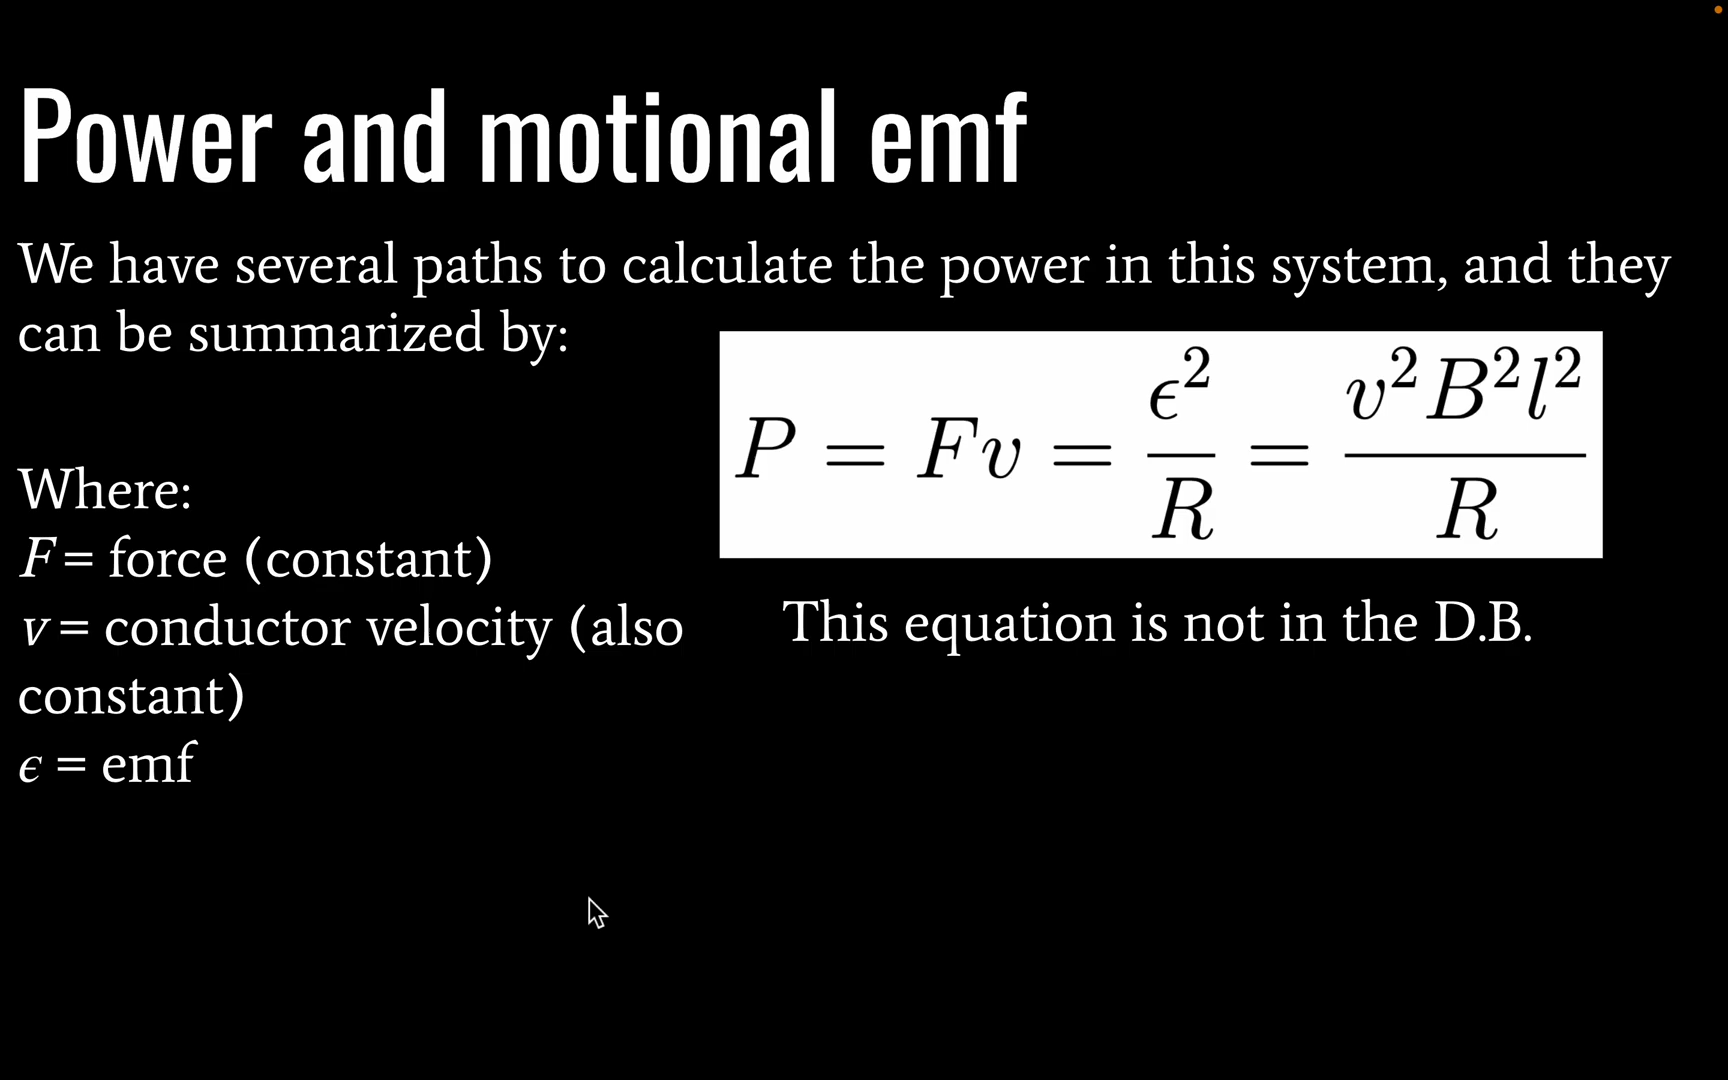 Power and motional emf
We have several paths to calculate the power in this system, and they
can be summarized by:
P = Fv = ϵ²/R = v²B²l²/R
Where:
F = force (constant)
v = conductor velocity (also
constant)
ϵ = emf
This equation is not in the D.B.